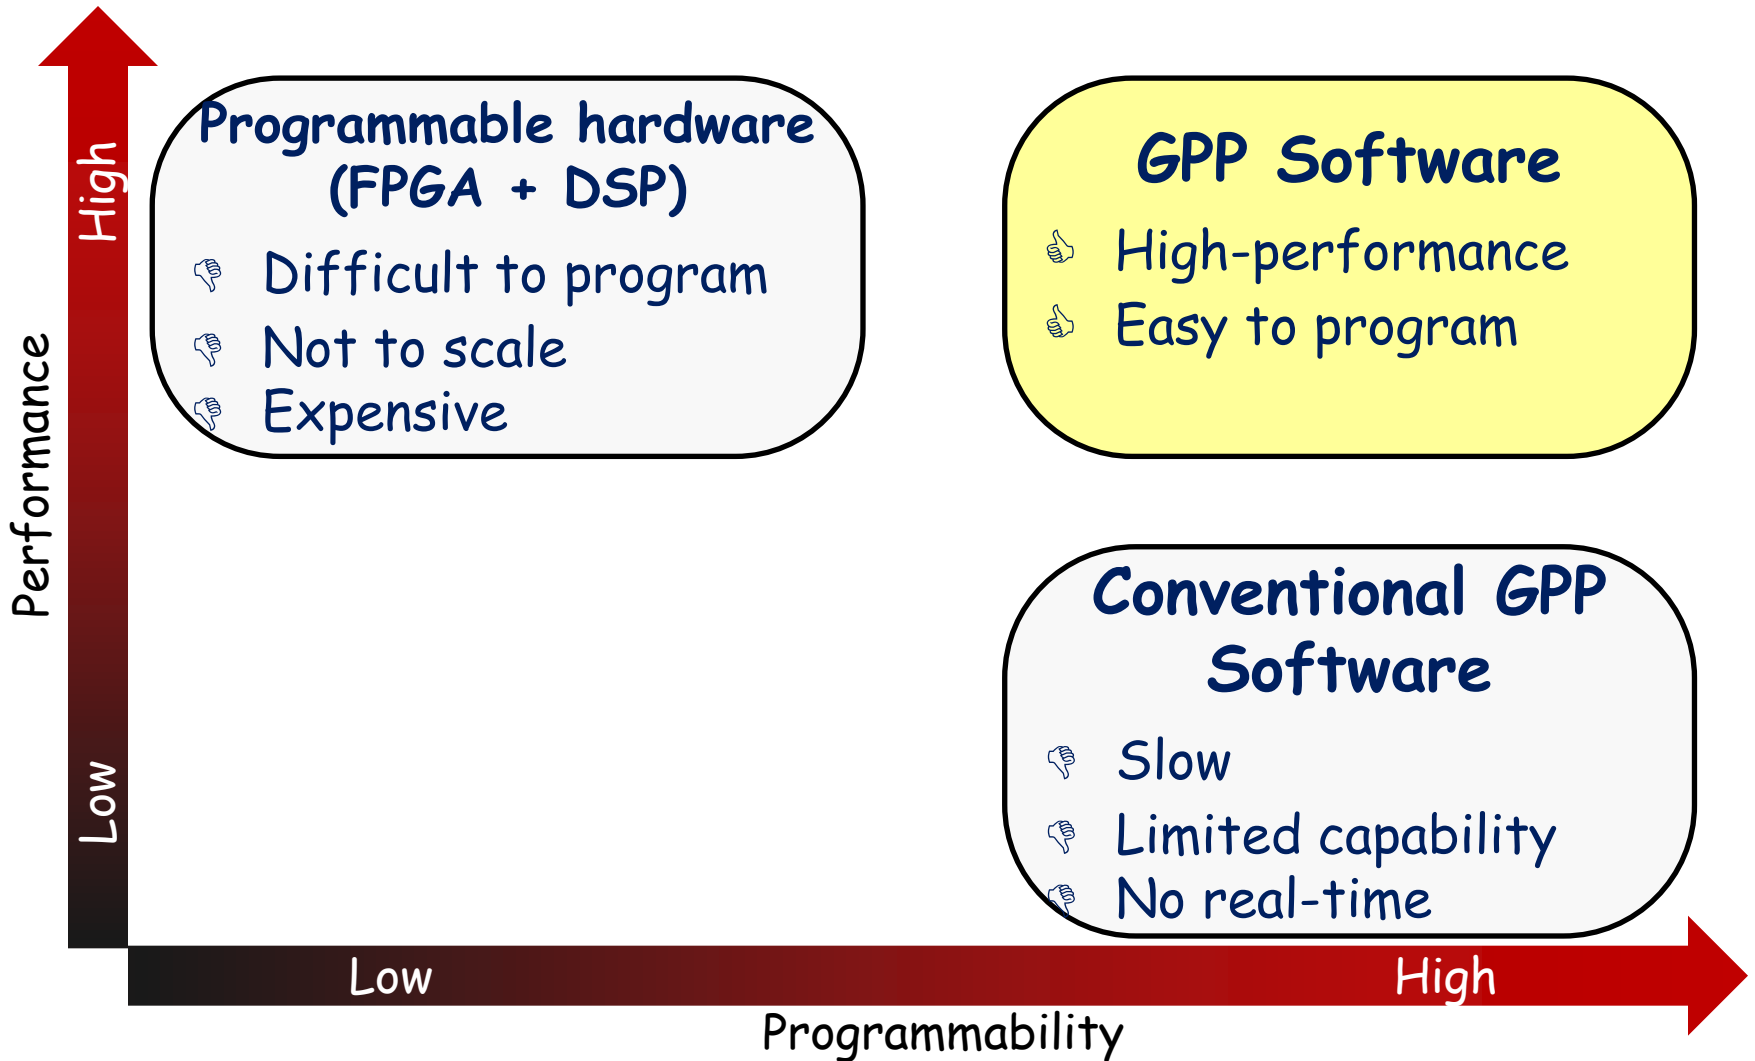 Performance
High
Low
Programmable hardware
(FPGA + DSP)
Difficult to program
Not to scale
Expensive
GPP Software
High-performance
Easy to program
Conventional GPP
Software
Slow
Limited capability
No real-time
Low
High
Programmability